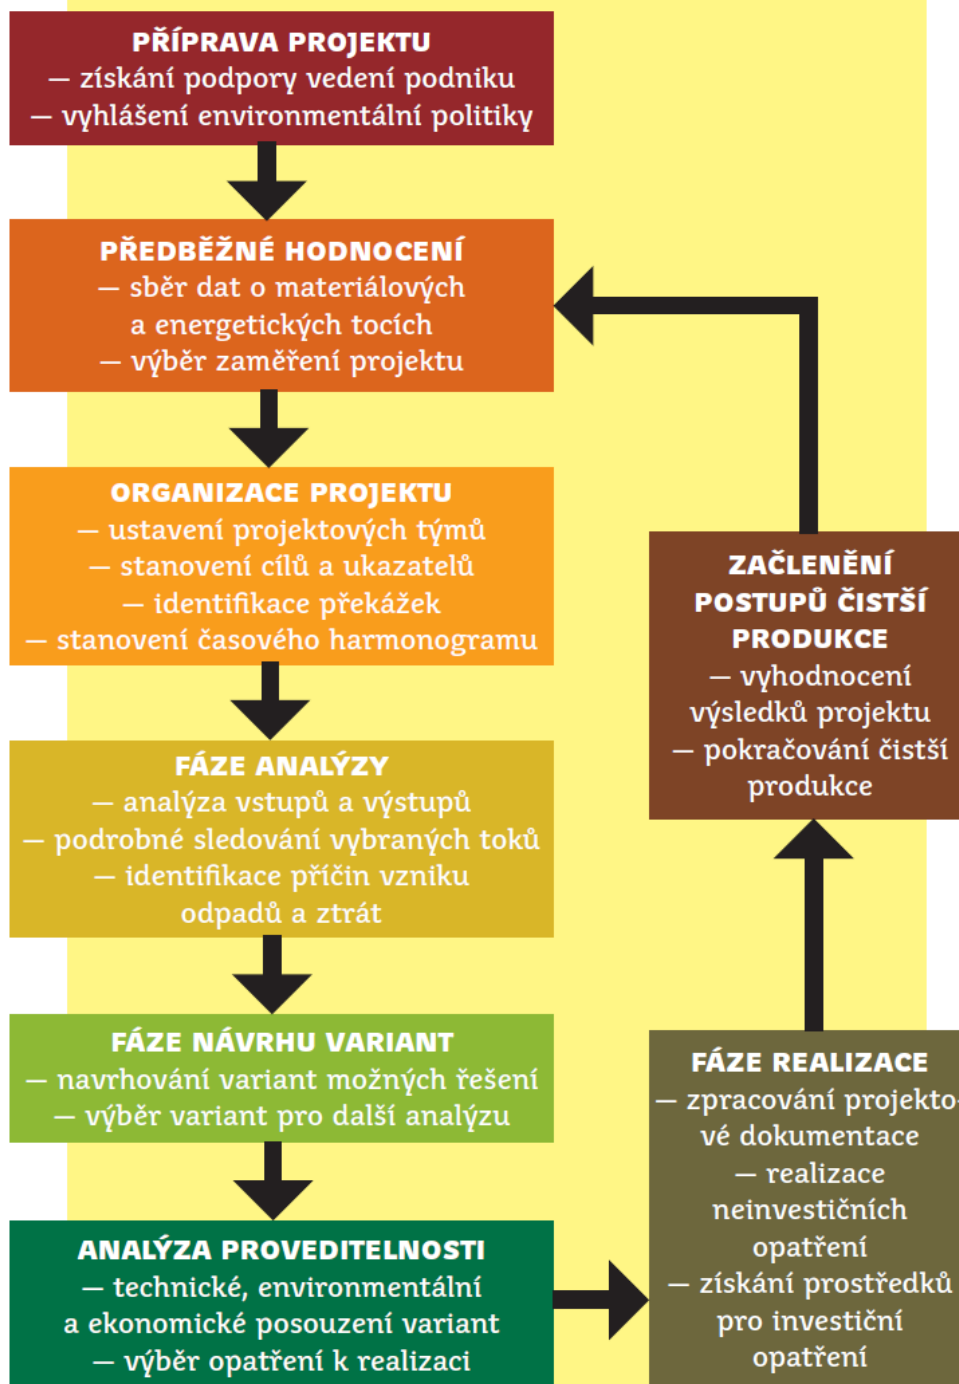 PŘÍPRAVA PROJEKTU
— získání podpory vedení podniku
— vyhlášení environmentální politiky
PŘEDBĚŽNÉ HODNOCENÍ
— sběr dat o materiálových
a energetických tocích
— výběr zaměření projektu
ORGANIZACE PROJEKTU
— ustavení projektových týmů
— stanovení cílů a ukazatelů
— identifikace překážek
— stanovení časového harmonogramu
FÁZE ANALÝZY
— analýza vstupů a výstupů
— podrobné sledování vybraných toků
— identifikace příčin vzniku
odpadů a ztrát
FÁZE NÁVRHU VARIANT
— navrhování variant možných řešení
— výběr variant pro další analýzu
ANALÝZA PROVEDITELNOSTI
— technické, environmentální
a ekonomické posouzení variant
— výběr opatření k realizaci
FÁZE REALIZACE
— zpracování projekto-
vé dokumentace
— realizace
neinvestičních
opatření
— získání prostředků
pro investiční
opatření
ZAČLENĚNÍ
POSTUPŮ ČISTŠÍ
PRODUKCE
— vyhodnocení
výsledků projektu
— pokračování čistší
produkce